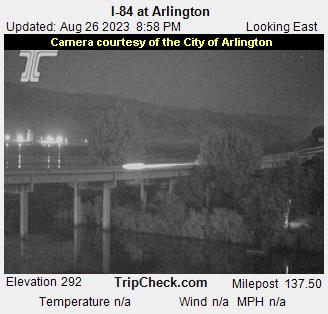 I-84 at Arlington
Updated: Aug 26 2023 8:58 PM Looking East
Camera courtesy of the City of Arlington
Elevation 292 TripCheck.com Milepost 137.50
Temperature n/a Wind n/a MPH n/a